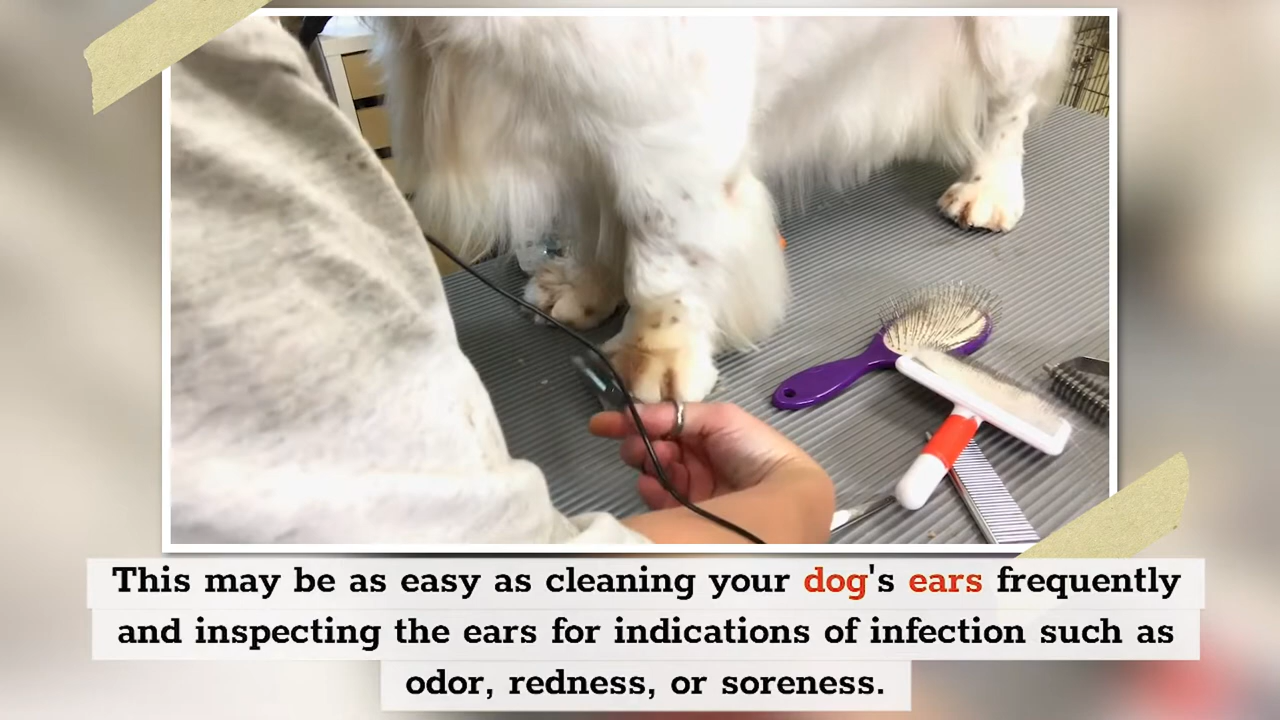 This may be as easy as cleaning your dog's ears frequently
and inspecting the ears for indications of infection such as
odor, redness, or soreness.